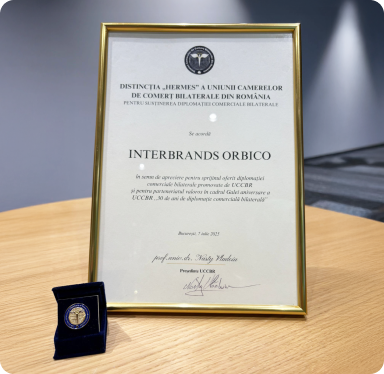 DISTINCȚIA „HERMES” A UNIUNII CAMERELOR
DE COMERȚ BILATERALE DIN ROMÂNIA
PENTRU SUSȚINEREA DIPLOMAȚIEI COMERCIALE BILATERALE
Se acordă
INTERBRANDS ORBICO
în semn de apreciere pentru sprijinul oferit diplomației
comerciale bilaterale promovate de UCCBR
și pentru parteneriatul valoros în cadrul Galei aniversare a
UCCBR „30 de ani de diplomație comercială bilaterală”
București, 7 iulie
prof. univ. dr.
Președinte UCCBR